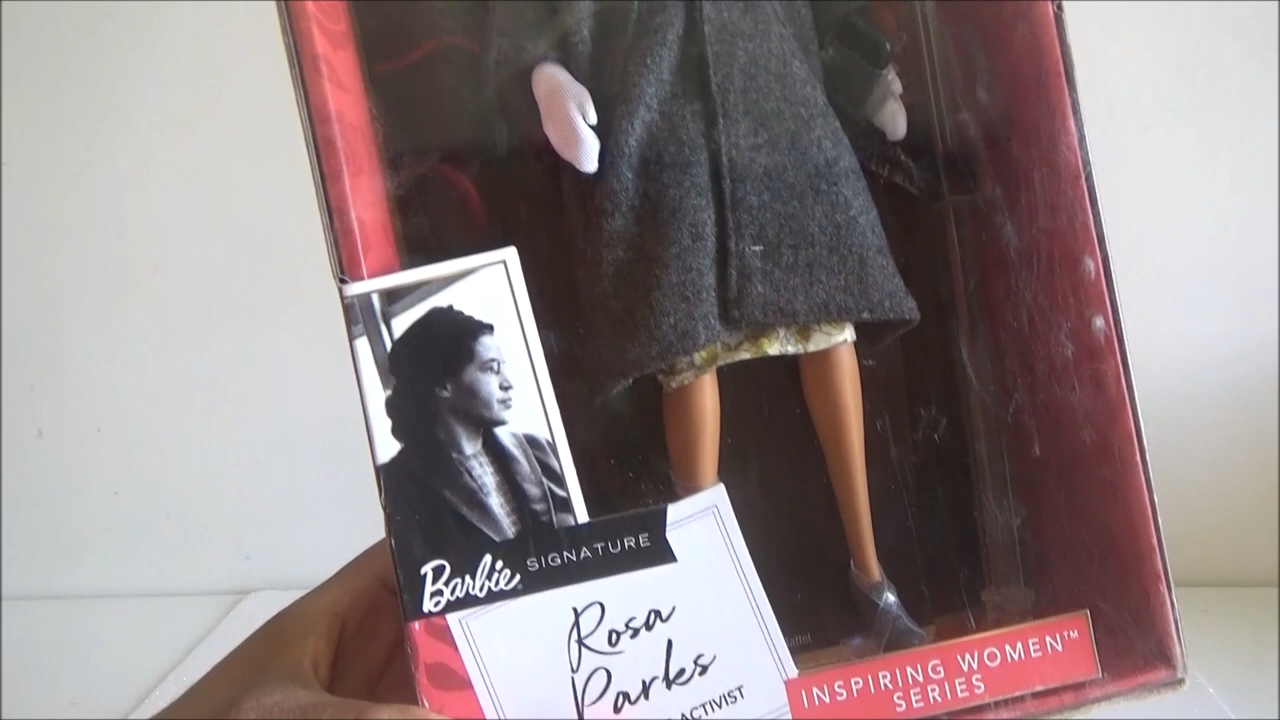 Barbie SIGNATURE
Rosa
Parks
ACTIVIST
INSPIRING WOMEN™
SERIES